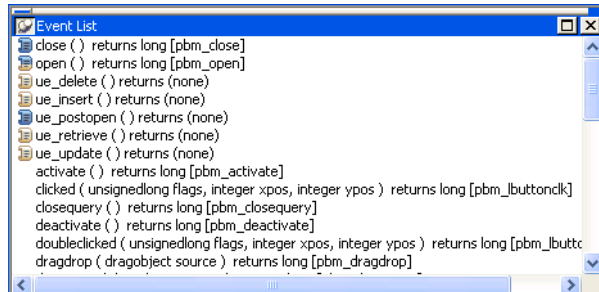 Event List
close ( ) returns long [pbm_close]
open ( ) returns long [pbm_open]
ue_delete ( ) returns (none)
ue_insert ( ) returns (none)
ue_postopen ( ) returns (none)
ue_retrieve ( ) returns (none)
ue_update ( ) returns (none)
activate ( ) returns long [pbm_activate]
clicked ( unsignedlong flags, integer xpos, integer ypos ) returns long [pbm_lbuttonclk]
closequery ( ) returns long [pbm_closequery]
deactivate ( ) returns long [pbm_deactivate]
doubleclicked ( unsignedlong flags, integer xpos, integer ypos ) returns long [pbm_lbuttc
dragdrop ( dragobject source ) returns long [pbm_dragdrop]